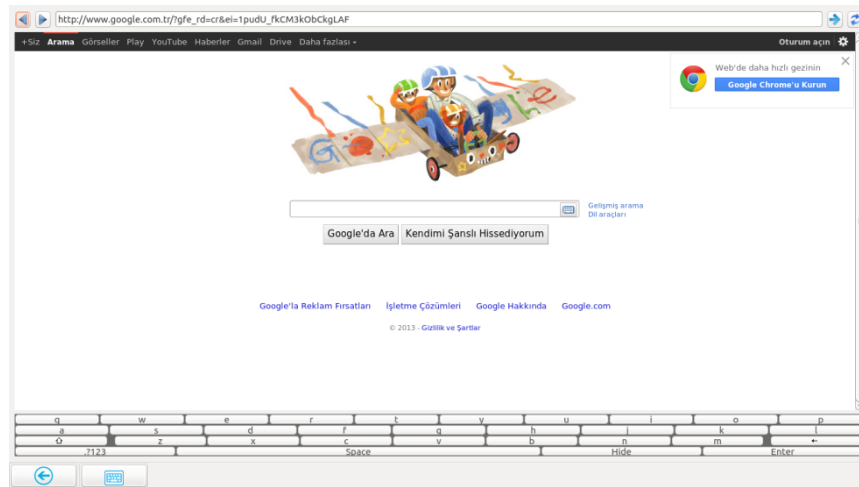 http://www.google.com.tr/?gfe_rd=cr&ei=1pudU_fkCM3kObCkgLAF
+Siz Arama Görseller Play YouTube Haberler Gmail Drive Daha fazlası
Oturum açın
Web'de daha hızlı gezinin
Google Chrome'u Kurun
Gelişmiş arama
Dil araçları
Google'da Ara Kendimi Şanslı Hissediyorum
Google'la Reklam Fırsatları İşletme Çözümleri Google Hakkında Google.com
© 2013 - Gizlilik ve Şartlar
q w e r t y u i o p
a s d f g h j k l
z x c v b n m
.?123 Space Hide Enter